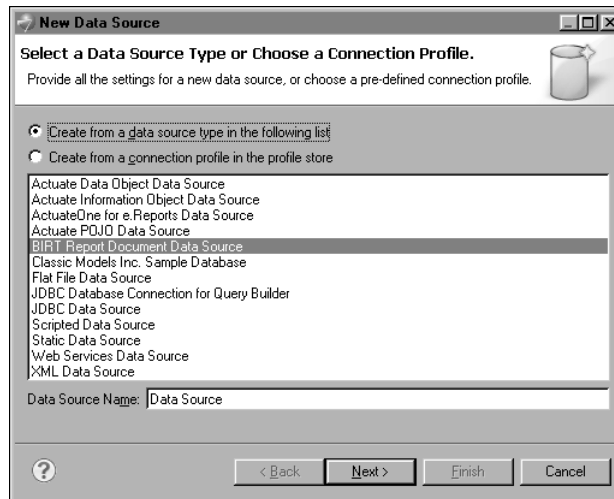 New Data Source
Select a Data Source Type or Choose a Connection Profile.
Provide all the settings for a new data source, or choose a pre-defined connection profile.
Create from a data source type in the following list
Create from a connection profile in the profile store
Actuate Data Object Data Source
Actuate Information Object Data Source
ActuateOne for e.Reports Data Source
Actuate POJO Data Source
BIRT Report Document Data Source
Classic Models Inc. Sample Database
Flat File Data Source
JDBC Database Connection for Query Builder
JDBC Data Source
Scripted Data Source
Static Data Source
Web Services Data Source
XML Data Source
Data Source Name: Data Source
? < Back Next > Finish Cancel